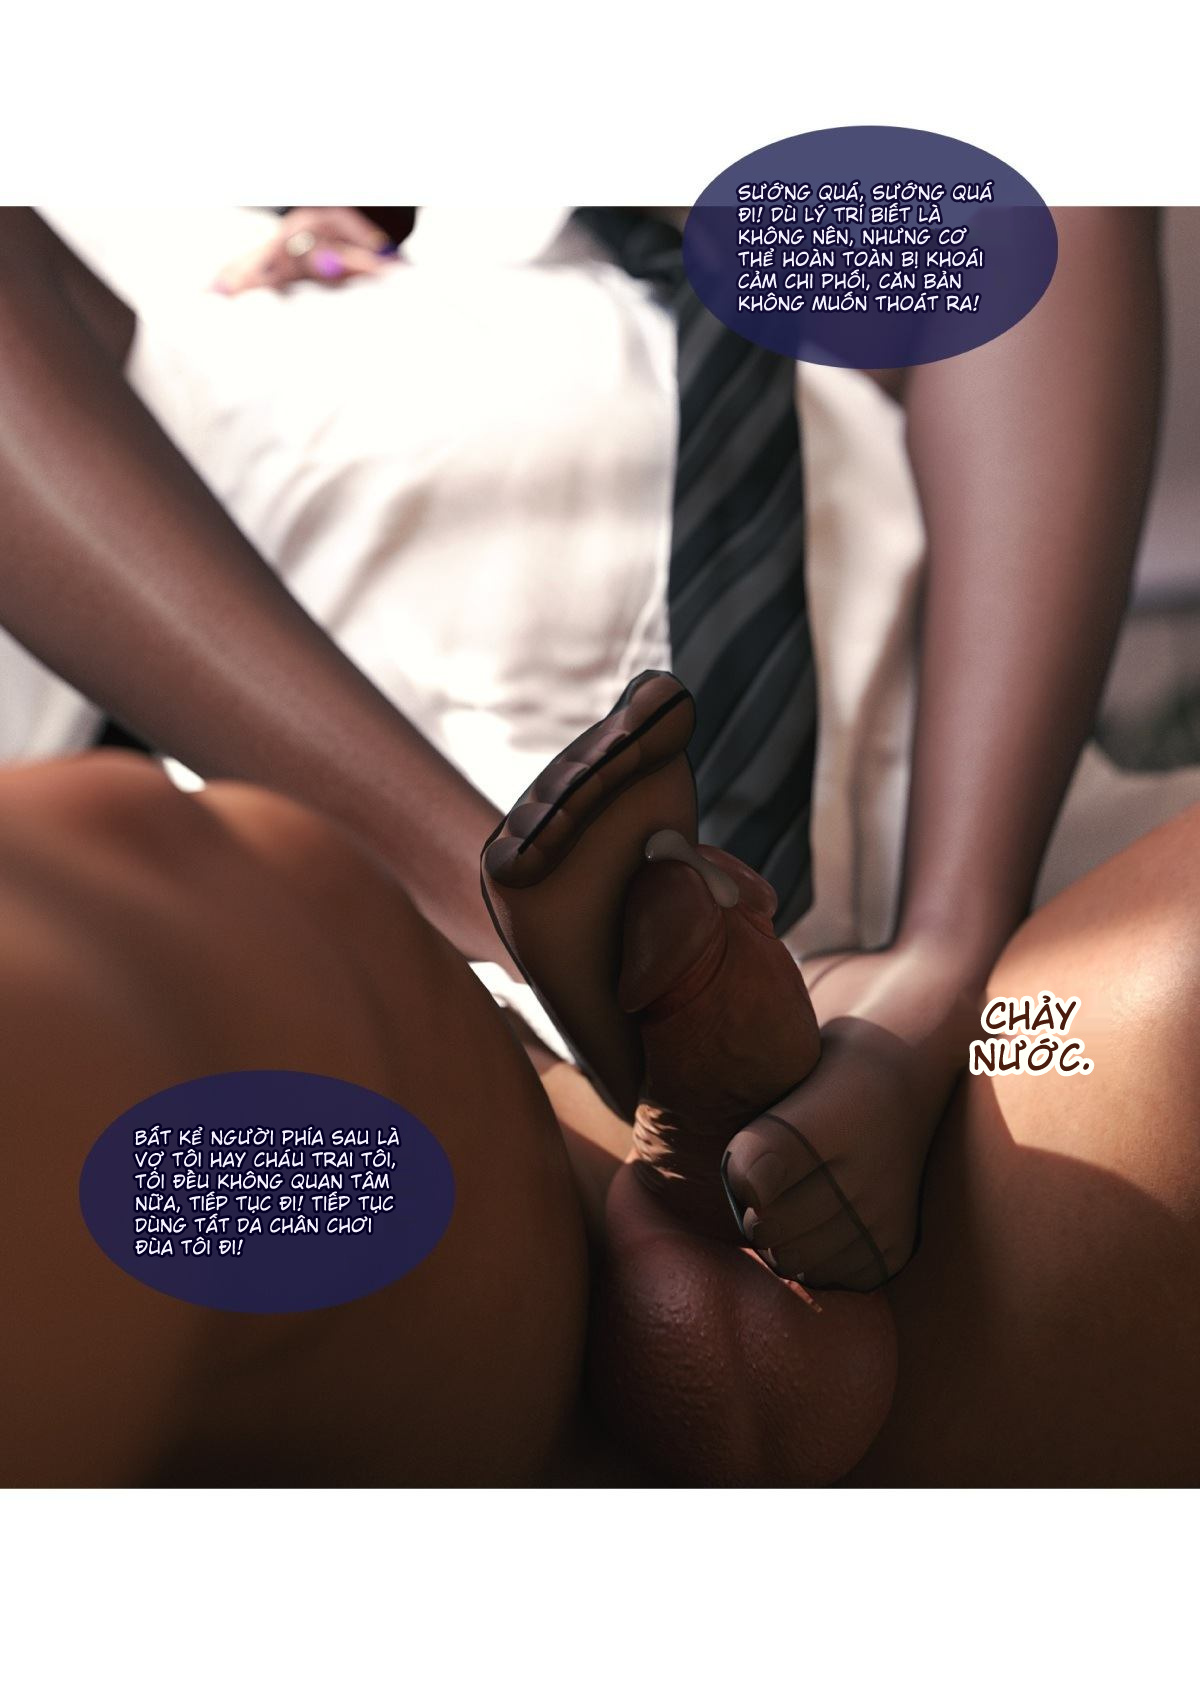 SƯỚNG QUÁ, SƯỚNG QUÁ
ĐI! DÙ LÝ TRÍ BIẾT LÀ
KHÔNG NÊN, NHƯNG CƠ
THỂ HOÀN TOÀN BỊ KHOÁI
CẢM CHI PHỐI, CĂN BẢN
KHÔNG MUỐN THOÁT RA!
CHẢY
NƯỚC.
BẤT KỂ NGƯỜI PHÍA SAU LÀ
VỢ TÔI HAY CHÁU TRAI TÔI,
TÔI ĐỀU KHÔNG QUAN TÂM
NỮA, TIẾP TỤC ĐI! TIẾP TỤC
DÙNG TẤT DA CHÂN CHƠI
ĐÙA TÔI ĐI!